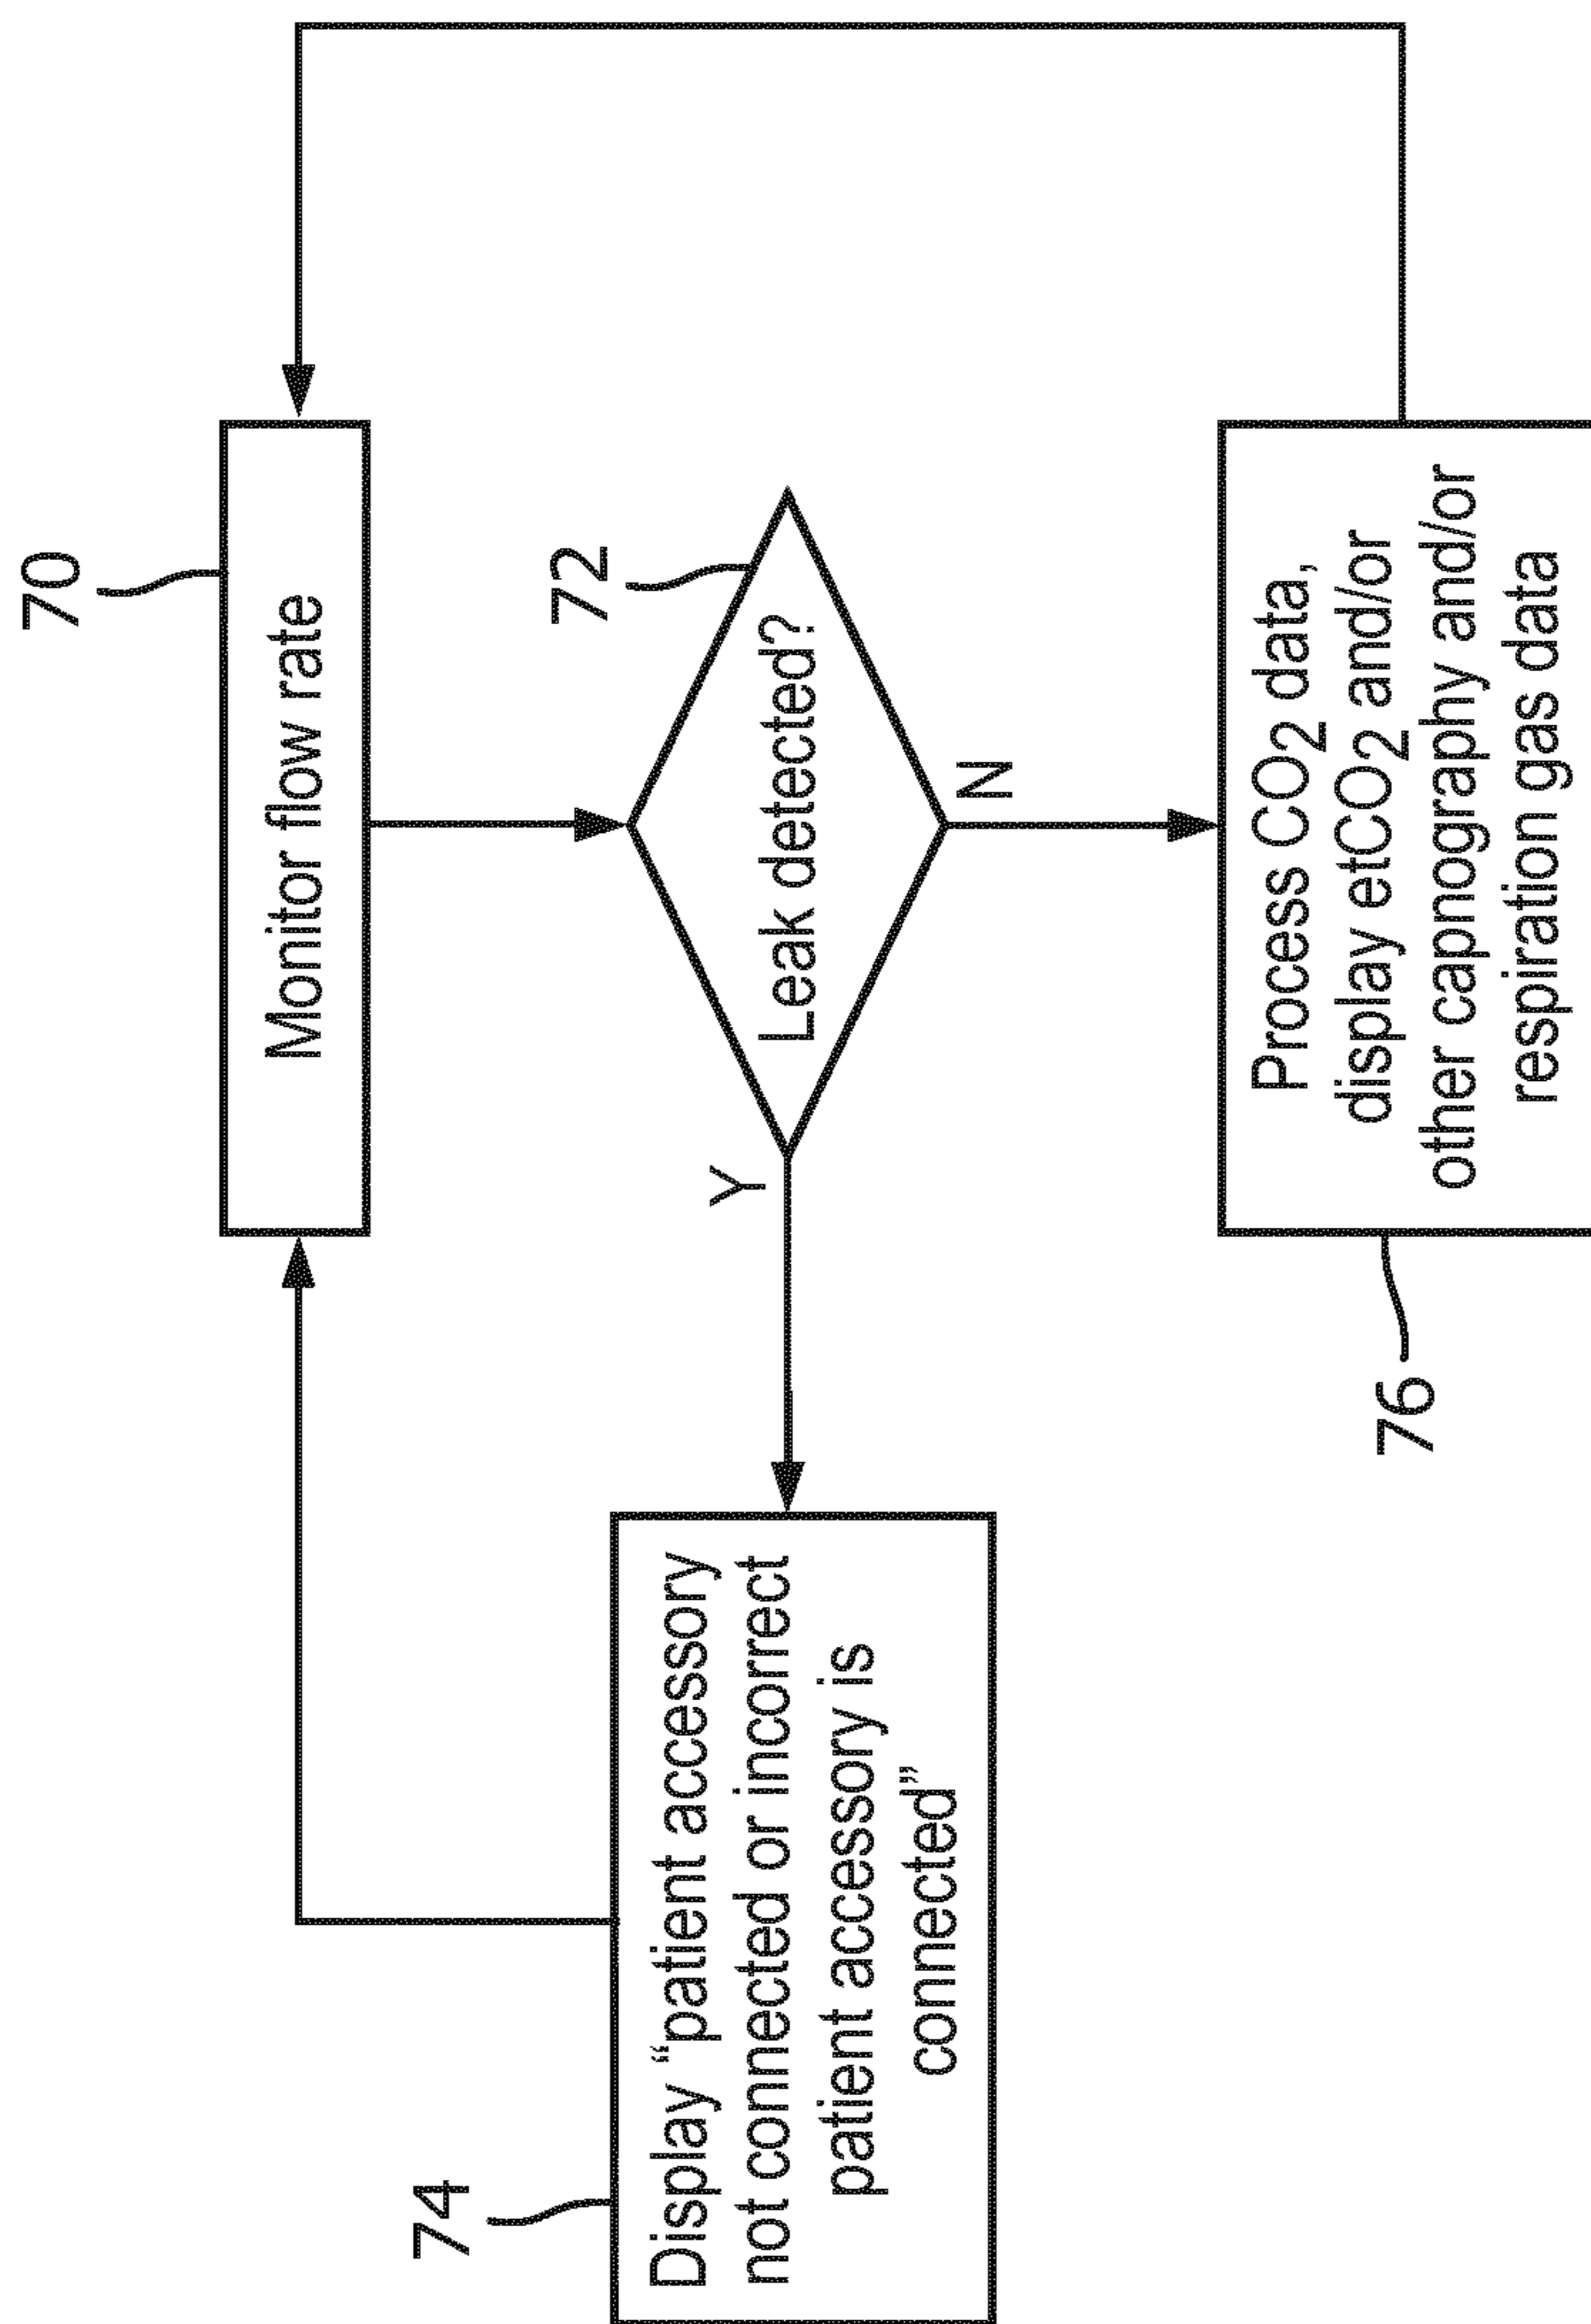 70
Monitor flow rate
72
Leak detected?
Y
N
74
Display “patient accessory
not connected or incorrect
patient accessory is
connected”
76
Process CO2 data,
display etCO2 and/or
other capnography and/or
respiration gas data